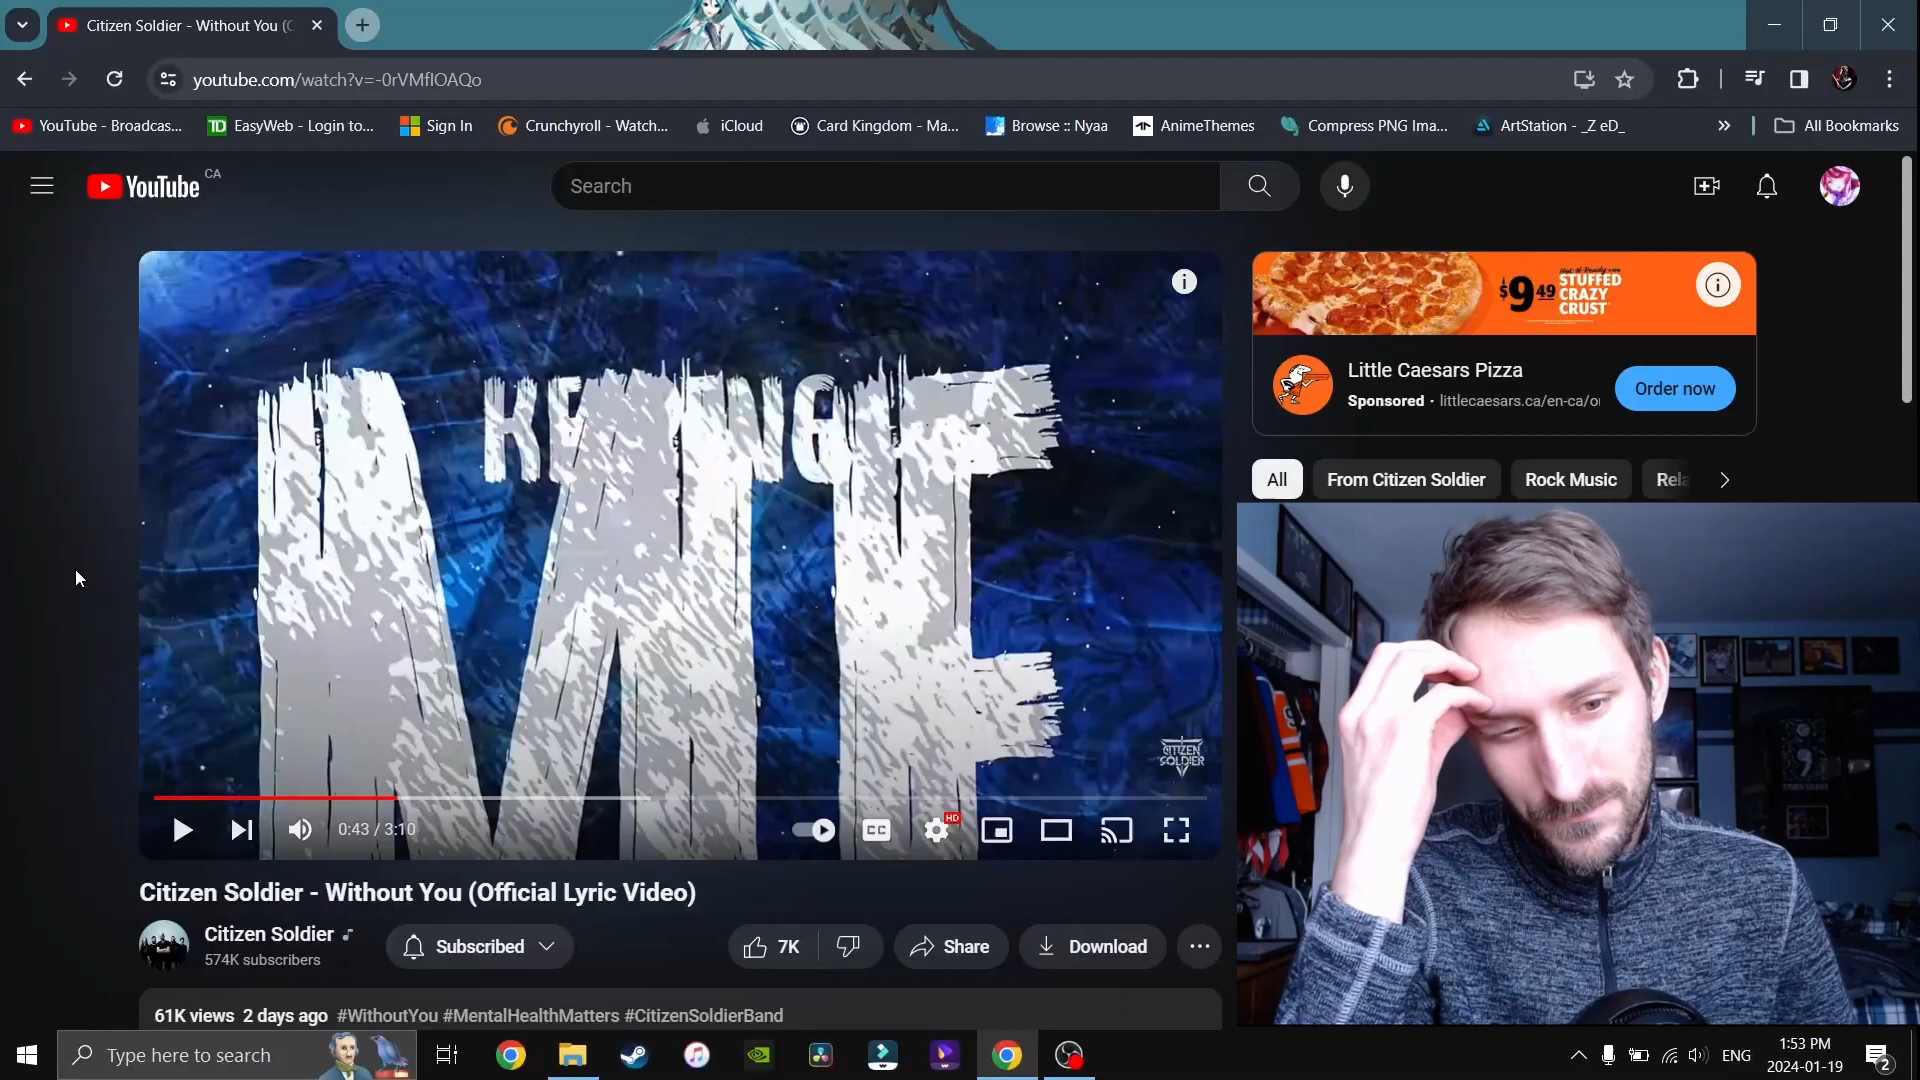 Citizen Soldier - Without You (
youtube.com/watch?v=-0rVMfIOAQo
YouTube - Broadcas...
EasyWeb - Login to...
Sign In
Crunchyroll - Watch...
iCloud
Card Kingdom - Ma...
Browse :: Nyaa
AnimeThemes
Compress PNG Ima...
ArtStation - _Z eD_
All Bookmarks
YouTube CA
Search
$9 49 STUFFED CRAZY CRUST
Little Caesars Pizza
Sponsored · littlecaesars.ca/en-ca/o
Order now
All
From Citizen Soldier
Rock Music
Rela
ME
CITIZEN SOLDIER
0:43 / 3:10
CC
HD
Citizen Soldier - Without You (Official Lyric Video)
Citizen Soldier
574K subscribers
Subscribed
7K
Share
Download
61K views 2 days ago #WithoutYou #MentalHealthMatters #CitizenSoldierBand
Type here to search
ENG
1:53 PM
2024-01-19
2